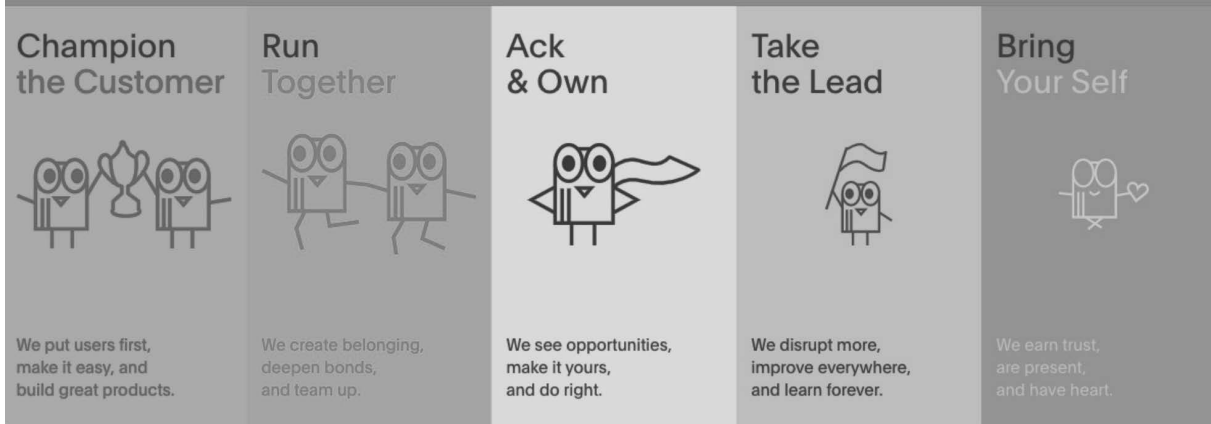 Champion
the Customer
We put users first,
make it easy, and
build great products.
Run
Together
We create belonging,
deepen bonds,
and team up.
Ack
& Own
We see opportunities,
make it yours,
and do right.
Take
the Lead
We disrupt more,
improve everywhere,
and learn forever.
Bring
Your Self
We earn trust,
are present,
and have heart.